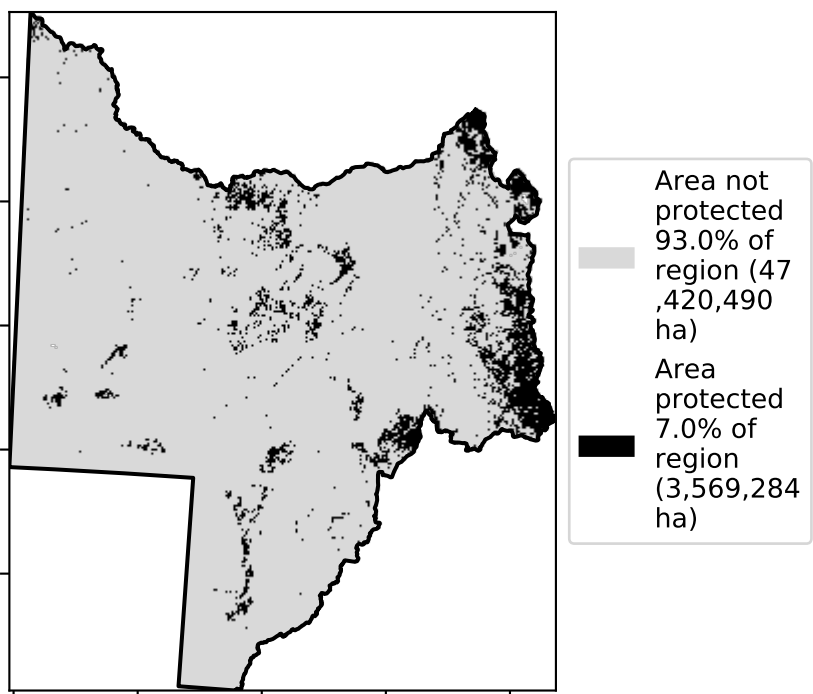 Area not
protected
93.0% of
region (47
,420,490
ha)
Area
protected
7.0% of
region
(3,569,284
ha)